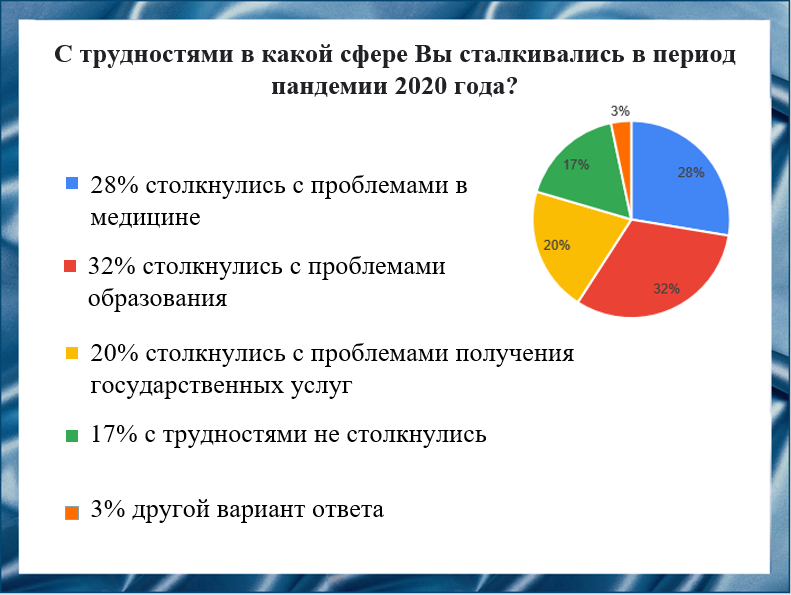 С трудностями в какой сфере Вы сталкивались в период
пандемии 2020 года?
3%
17%
28%
20%
32%
28% столкнулись с проблемами в
медицине
32% столкнулись с проблемами
образования
20% столкнулись с проблемами получения
государственных услуг
17% с трудностями не столкнулись
3% другой вариант ответа